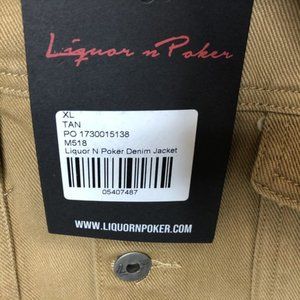 Liquor n Poker
XL
TAN
PO 1730015138
M518
Liquor N Poker Denim Jacket
05407487
WWW.LIQUORNPOKER.COM